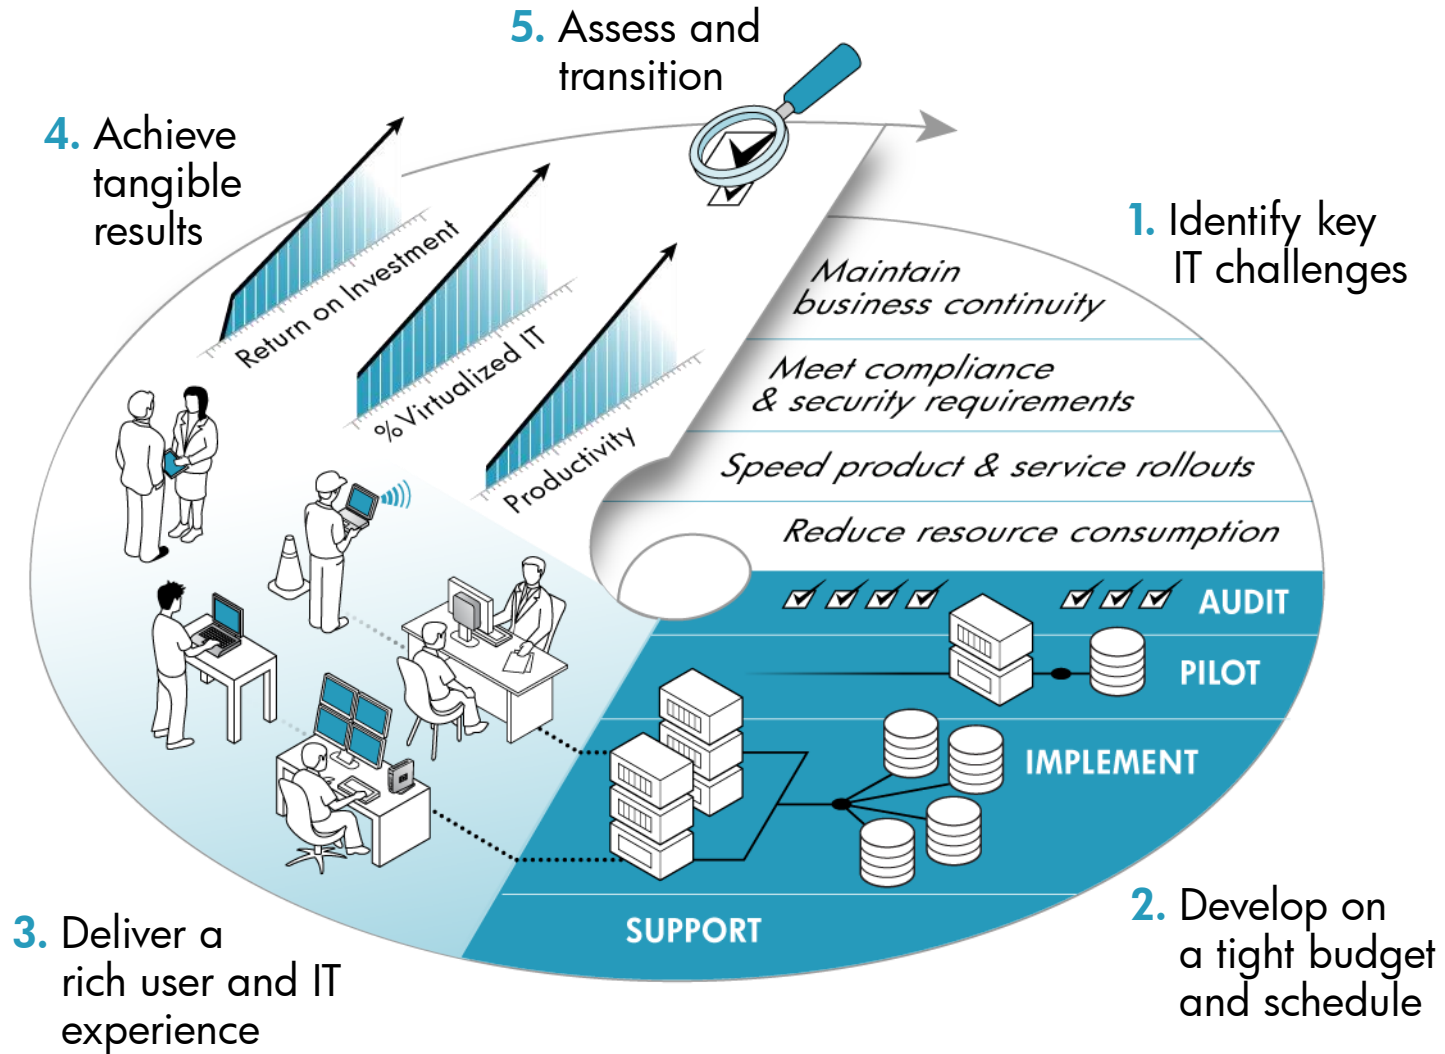 5. Assess and
transition
4. Achieve
tangible
results
1. Identify key
IT challenges
Return on Investment
% Virtualized IT
Productivity
Maintain
business continuity
Meet compliance
& security requirements
Speed product & service rollouts
Reduce resource consumption
AUDIT
PILOT
IMPLEMENT
SUPPORT
2. Develop on
a tight budget
and schedule
3. Deliver a
rich user and IT
experience